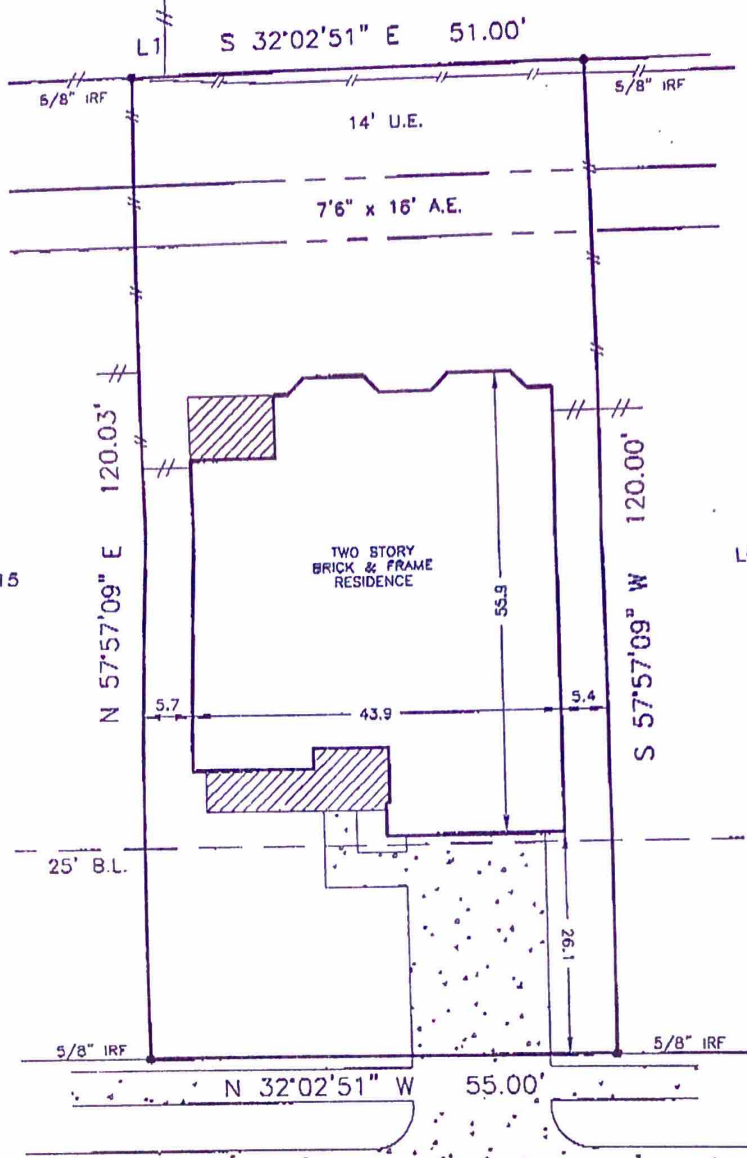 L1
S 32°02'51" E 51.00'
5/8" IRF
5/8" IRF
14' U.E.
7'6" x 16' A.E.
N 57°57'09" E 120.03'
S 57°57'09" W 120.00'
TWO STORY
BRICK & FRAME
RESIDENCE
55.9
15
L
5.7
43.9
5.4
25' B.L.
26.1
5/8" IRF
5/8" IRF
N 32°02'51" W 55.00'